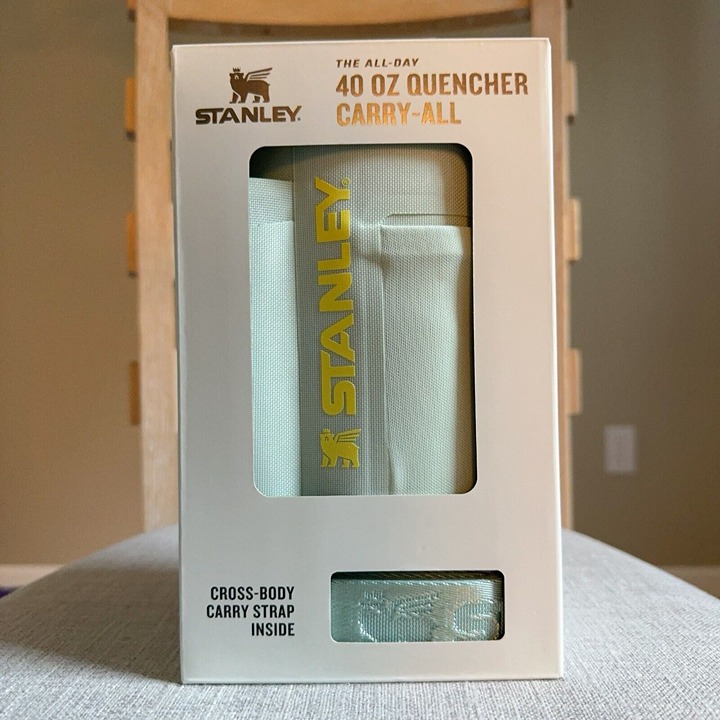 STANLEY.
THE ALL-DAY
40 OZ QUENCHER
CARRY-ALL
STANLEY®
CROSS-BODY
CARRY STRAP
INSIDE